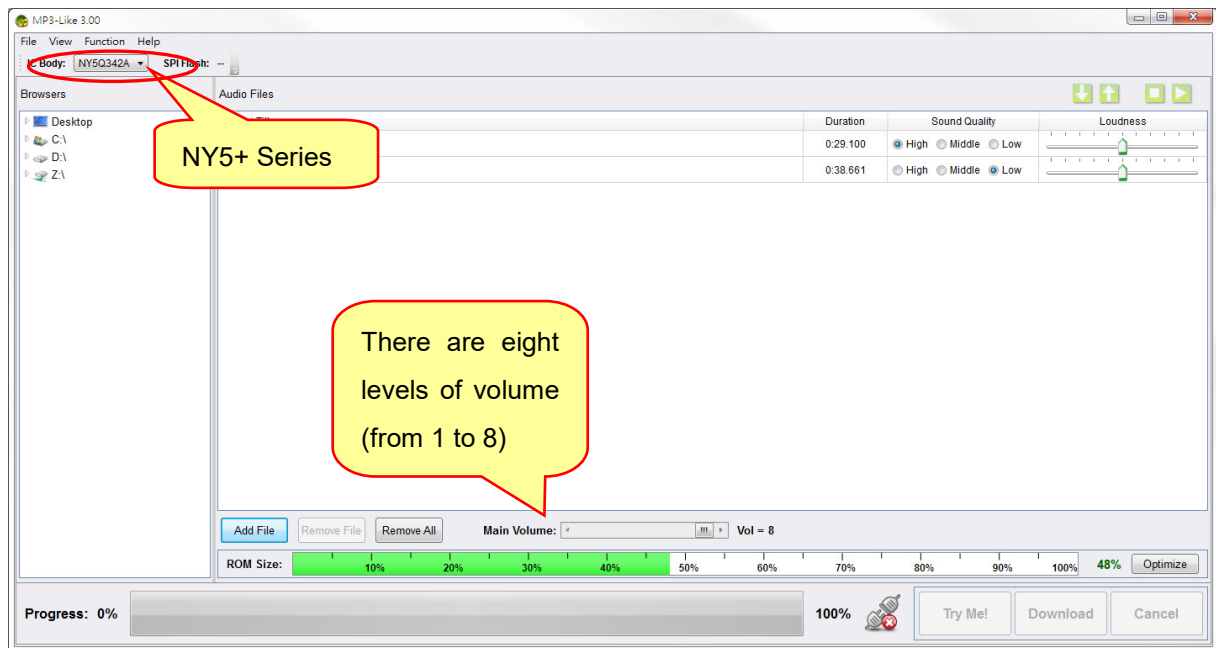 MP3-Like 3.00
File View Function Help
IC Body: NY5Q342A SPI Flash: --
Browsers
Audio Files
Desktop
C:\
D:\
Z:\
NY5+ Series
Duration Sound Quality Loudness
0:29.100 High Middle Low
0:38.661 High Middle Low
There are eight
levels of volume
(from 1 to 8)
Add File Remove File Remove All Main Volume: Vol = 8
ROM Size: 10% 20% 30% 40% 50% 60% 70% 80% 90% 100% 48% Optimize
Progress: 0% 100% Try Me! Download Cancel